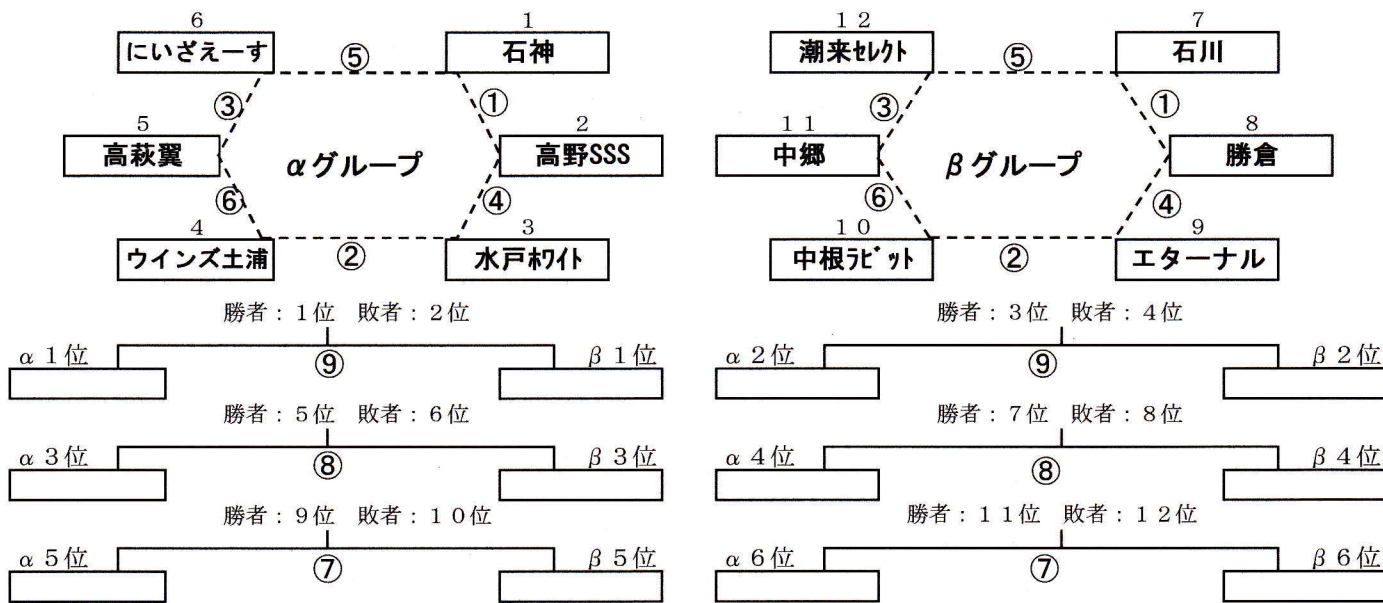 6 1 12 7
にいざえーす 石神 潮来ｾﾚｸﾄ 石川
⑤ ⑤
③ ① ③ ①
5 2 11 8
高萩翼 αグループ 高野SSS 中郷 βグループ 勝倉
⑥ ④ ⑥ ④
4 3 10 9
ウインズ土浦 ② 水戸ﾎﾜｲﾄ 中根ﾗﾋﾞｯﾄ ② エターナル
勝者：1位 敗者：2位 勝者：3位 敗者：4位
α1位 ⑨ β1位 α2位 ⑨ β2位
勝者：5位 敗者：6位 勝者：7位 敗者：8位
α3位 ⑧ β3位 α4位 ⑧ β4位
勝者：9位 敗者：10位 勝者：11位 敗者：12位
α5位 ⑦ β5位 α6位 ⑦ β6位